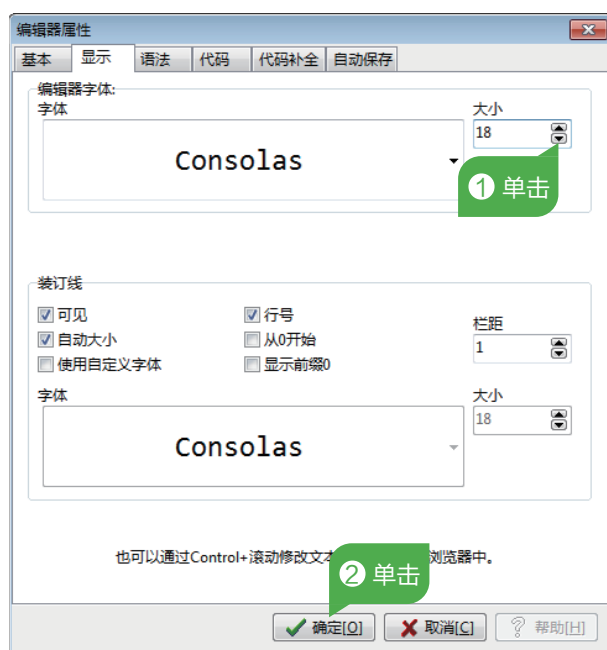 编辑器属性
基本 显示 语法 代码 代码补全 自动保存
编辑器字体:
字体 大小
Consolas 18
1 单击
装订线
可见 行号
自动大小 从0开始 栏距
使用自定义字体 显示前缀0 1
字体 大小
Consolas 18
也可以通过Control+滚动修改文 浏览器中。
2 单击
确定[O] 取消[C] 帮助[H]